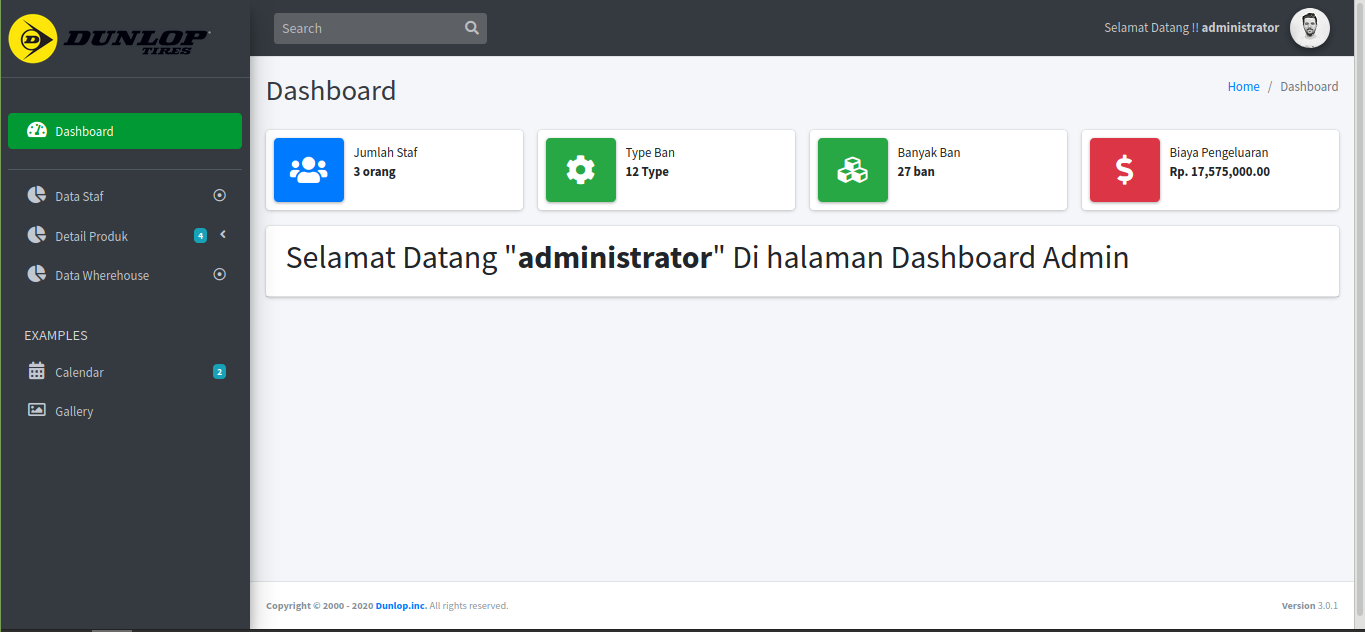 DUNLOP
TIRES
Search
Selamat Datang !! administrator
Dashboard
Data Staf
Detail Produk 4
Data Wherehouse
EXAMPLES
Calendar 2
Gallery
Dashboard
Home / Dashboard
Jumlah Staf
3 orang
Type Ban
12 Type
Banyak Ban
27 ban
Biaya Pengeluaran
Rp. 17,575,000.00
Selamat Datang "administrator" Di halaman Dashboard Admin
Copyright © 2000 - 2020 Dunlop.inc. All rights reserved.
Version 3.0.1